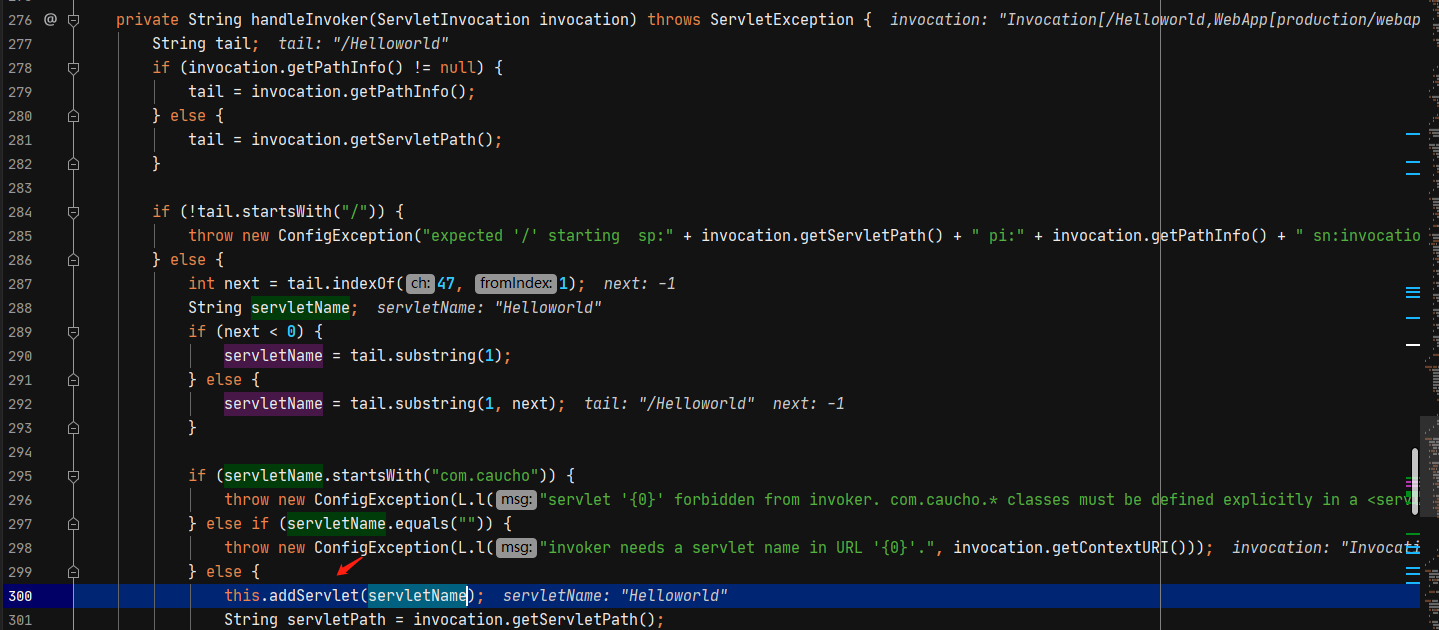 276 @ private String handleInvoker(ServletInvocation invocation) throws ServletException { invocation: "Invocation[/Helloworld,WebApp[production/webap
277 String tail; tail: "/Helloworld"
278 if (invocation.getPathInfo() != null) {
279 tail = invocation.getPathInfo();
280 } else {
281 tail = invocation.getServletPath();
282 }
283
284 if (!tail.startsWith("/")) {
285 throw new ConfigException("expected '/' starting  sp:" + invocation.getServletPath() + " pi:" + invocation.getPathInfo() + " sn:invocatio
286 } else {
287 int next = tail.indexOf( ch: 47, fromIndex: 1); next: -1
288 String servletName; servletName: "Helloworld"
289 if (next < 0) {
290 servletName = tail.substring(1);
291 } else {
292 servletName = tail.substring(1, next); tail: "/Helloworld" next: -1
293 }
294
295 if (servletName.startsWith("com.caucho")) {
296 throw new ConfigException(L.l( msg: "servlet '{0}' forbidden from invoker. com.caucho.* classes must be defined explicitly in a <serv
297 } else if (servletName.equals("")) {
298 throw new ConfigException(L.l( msg: "invoker needs a servlet name in URL '{0}'.", invocation.getContextURI())); invocation: "Invocati
299 } else {
300 this.addServlet(servletName); servletName: "Helloworld"
301 String servletPath = invocation.getServletPath();